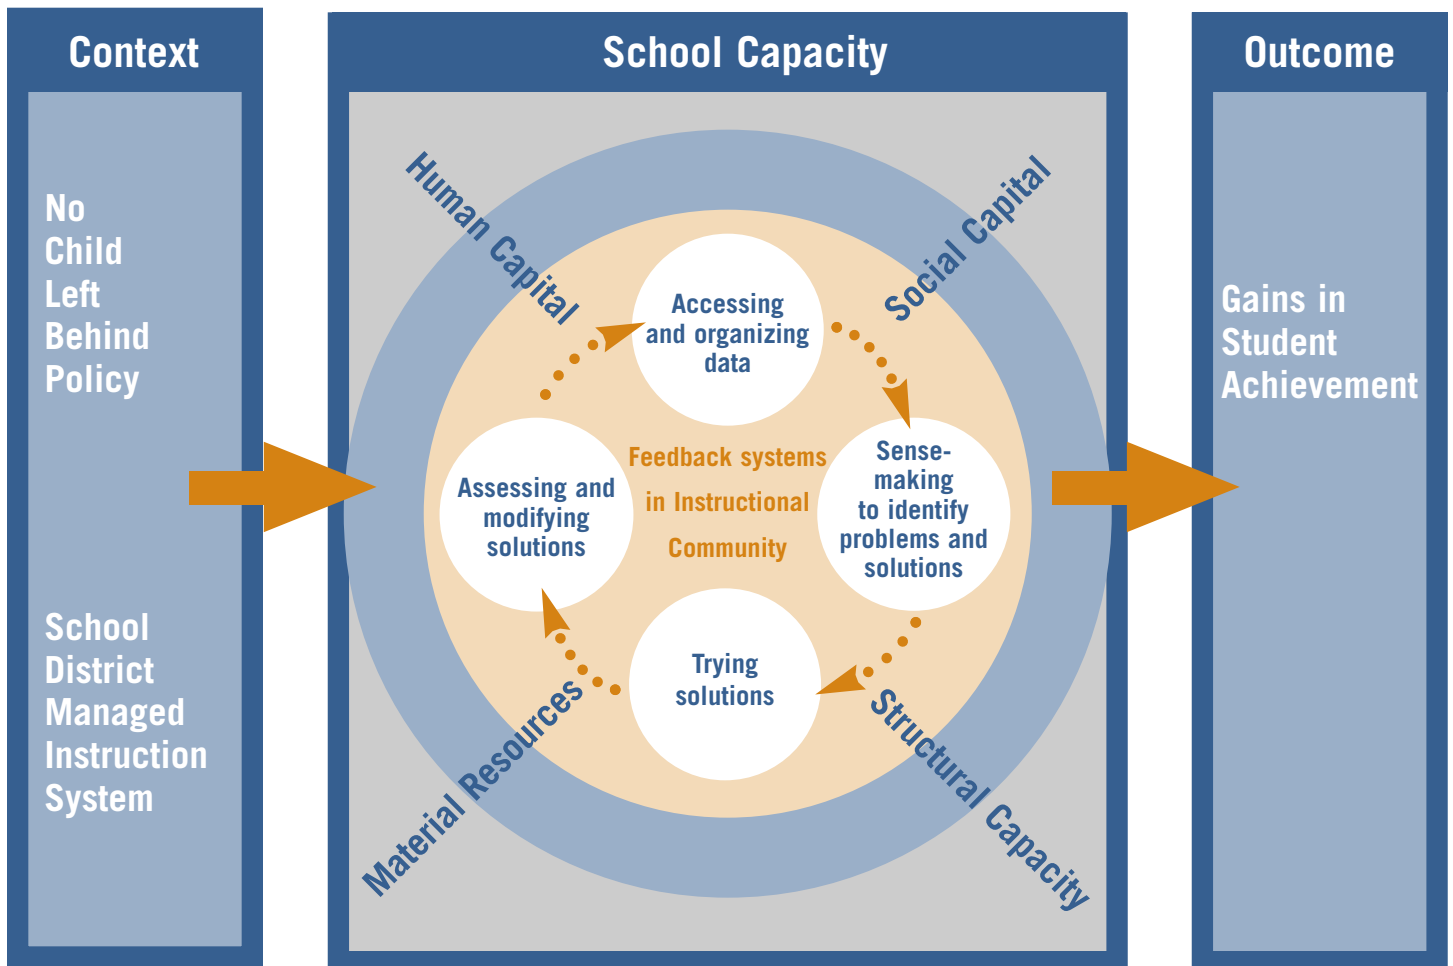 Context
School Capacity
Outcome
No
Child
Left
Behind
Policy
School
District
Managed
Instruction
System
Human Capital
Social Capital
Accessing
and organizing
data
Feedback systems
in Instructional
Community
Sense-
making
to identify
problems and
solutions
Assessing and
modifying
solutions
Trying
solutions
Material Resources
Structural Capacity
Gains in
Student
Achievement